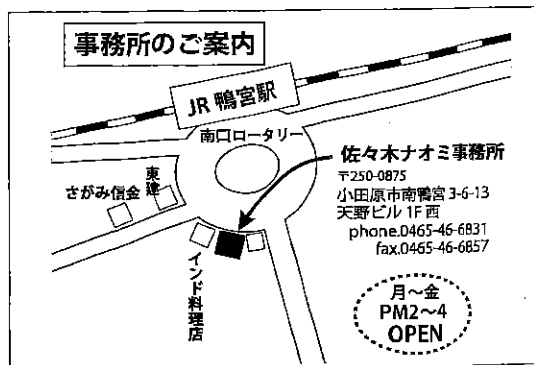 事務所のご案内
JR 鴨宮駅
南口ロータリー
佐々木ナオミ事務所
〒250-0875
小田原市南鴨宮3-6-13
天野ビル 1F 西
phone.0465-46-6831
fax.0465-46-6857
さがみ信金
東建
インド料理店
月～金
PM2～4
OPEN